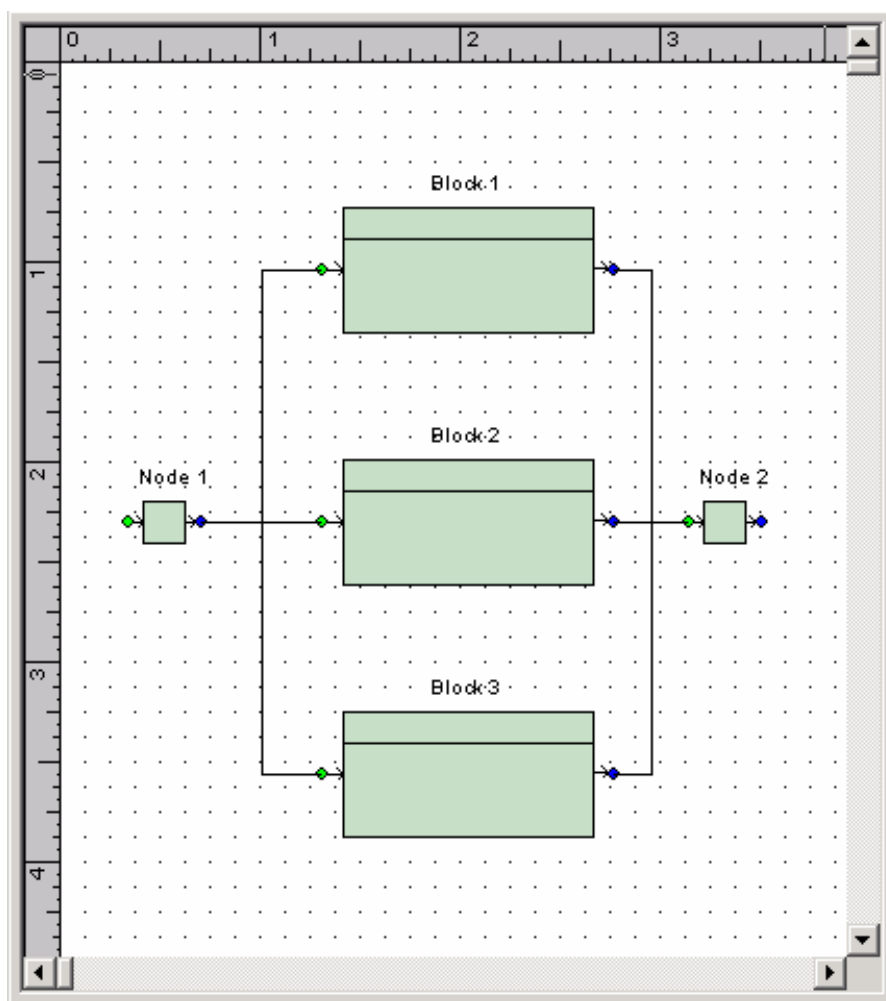 0 1 2 3
0
Block 1
1
Block 2
2
Node 1
Node 2
3
Block 3
4